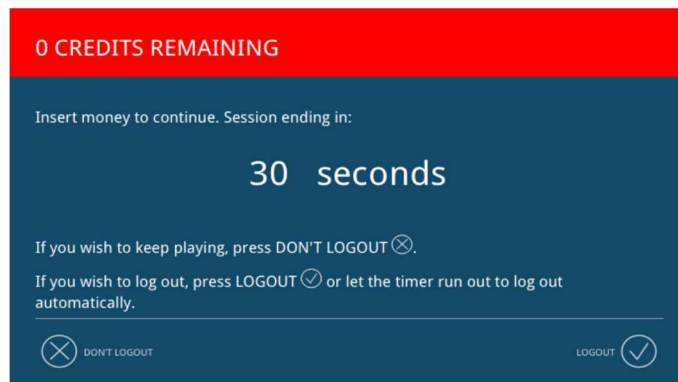 0 CREDITS REMAINING
Insert money to continue. Session ending in:
30 seconds
If you wish to keep playing, press DON'T LOGOUT.
If you wish to log out, press LOGOUT or let the timer run out to log out
automatically.
DON'T LOGOUT
LOGOUT